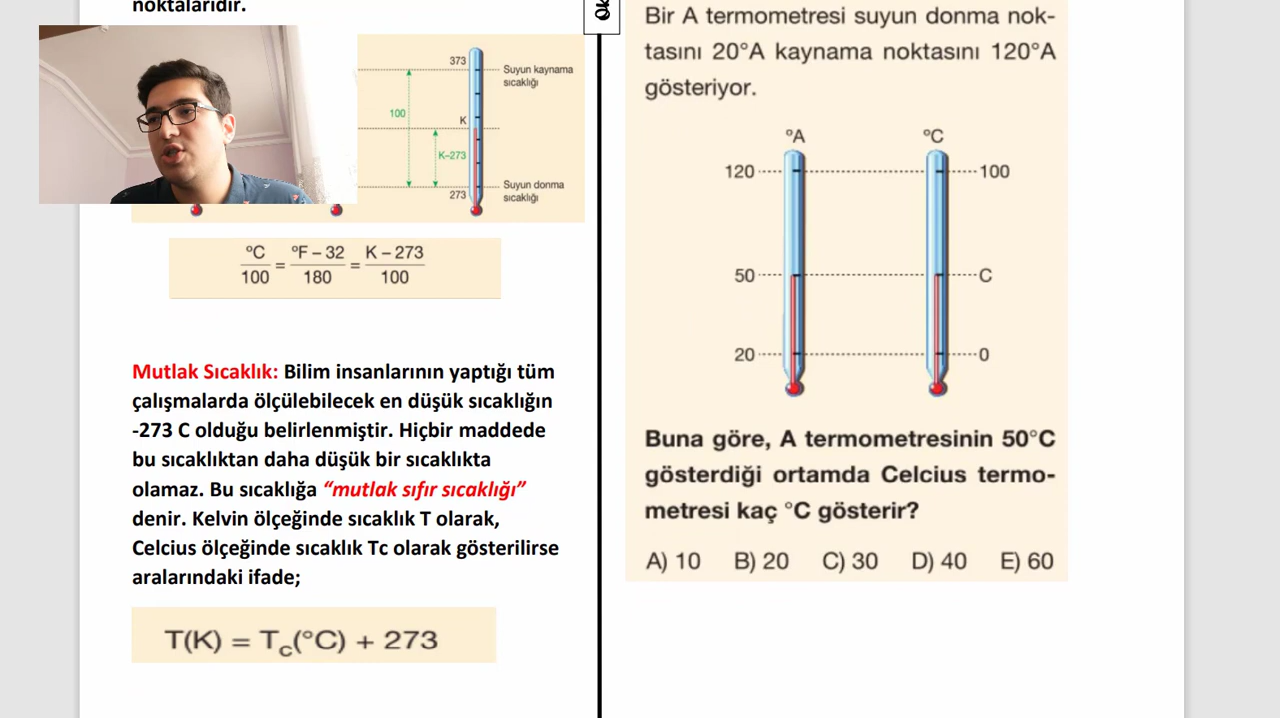 noktalarıdır.
373
Suyun kaynama
sıcaklığı
100
K
K–273
Suyun donma
sıcaklığı
273
°C/100 = °F – 32/180 = K – 273/100
Mutlak Sıcaklık: Bilim insanlarının yaptığı tüm
çalışmalarda ölçülebilecek en düşük sıcaklığın
-273 C olduğu belirlenmiştir. Hiçbir maddede
bu sıcaklıktan daha düşük bir sıcaklıkta
olamaz. Bu sıcaklığa “mutlak sıfır sıcaklığı”
denir. Kelvin ölçeğinde sıcaklık T olarak,
Celcius ölçeğinde sıcaklık Tc olarak gösterilirse
aralarındaki ifade;
T(K) = Tc(°C) + 273
Bir A termometresi suyun donma nok-
tasını 20°A kaynama noktasını 120°A
gösteriyor.
°A °C
120 100
50 C
20 0
Buna göre, A termometresinin 50°C
gösterdiği ortamda Celcius termo-
metresi kaç °C gösterir?
A) 10 B) 20 C) 30 D) 40 E) 60